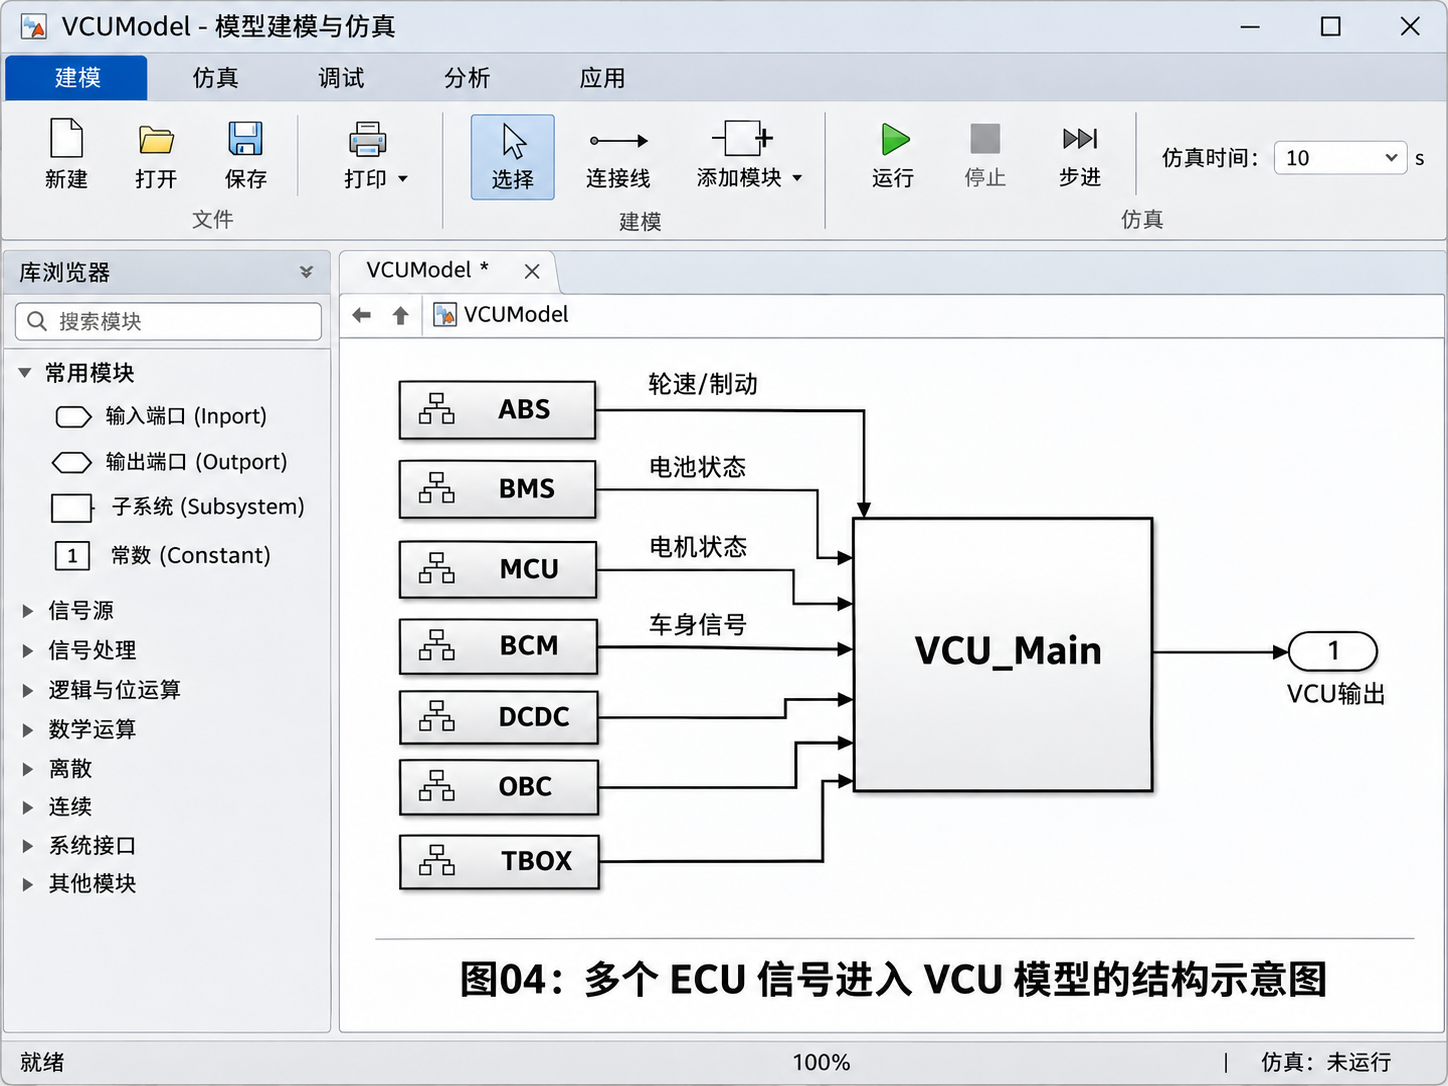 VCUModel - 模型建模与仿真
建模 仿真 调试 分析 应用
新建 打开 保存 打印 选择 连接线 添加模块 运行 停止 步进 仿真时间： 10 s
文件 建模 仿真
库浏览器
搜索模块
常用模块
输入端口 (Inport)
输出端口 (Outport)
子系统 (Subsystem)
1 常数 (Constant)
信号源
信号处理
逻辑与位运算
数学运算
离散
连续
系统接口
其他模块
VCUModel *
VCUModel
ABS 轮速/制动
BMS 电池状态
MCU 电机状态
BCM 车身信号
DCDC
OBC
TBOX
VCU_Main
1
VCU输出
图04：多个 ECU 信号进入 VCU 模型的结构示意图
就绪 100% | 仿真：未运行